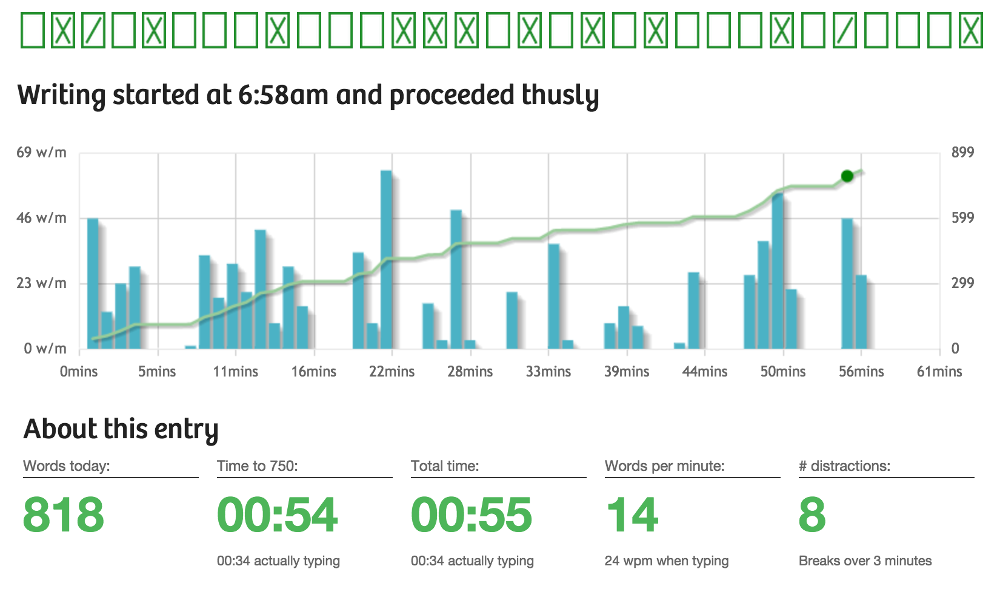 Writing started at 6:58am and proceeded thusly
69 w/m 899
46 w/m 599
23 w/m 299
0 w/m 0
0mins 5mins 11mins 16mins 22mins 28mins 33mins 39mins 44mins 50mins 56mins 61mins
About this entry
Words today: Time to 750: Total time: Words per minute: # distractions:
818 00:54 00:55 14 8
00:34 actually typing 00:34 actually typing 24 wpm when typing Breaks over 3 minutes